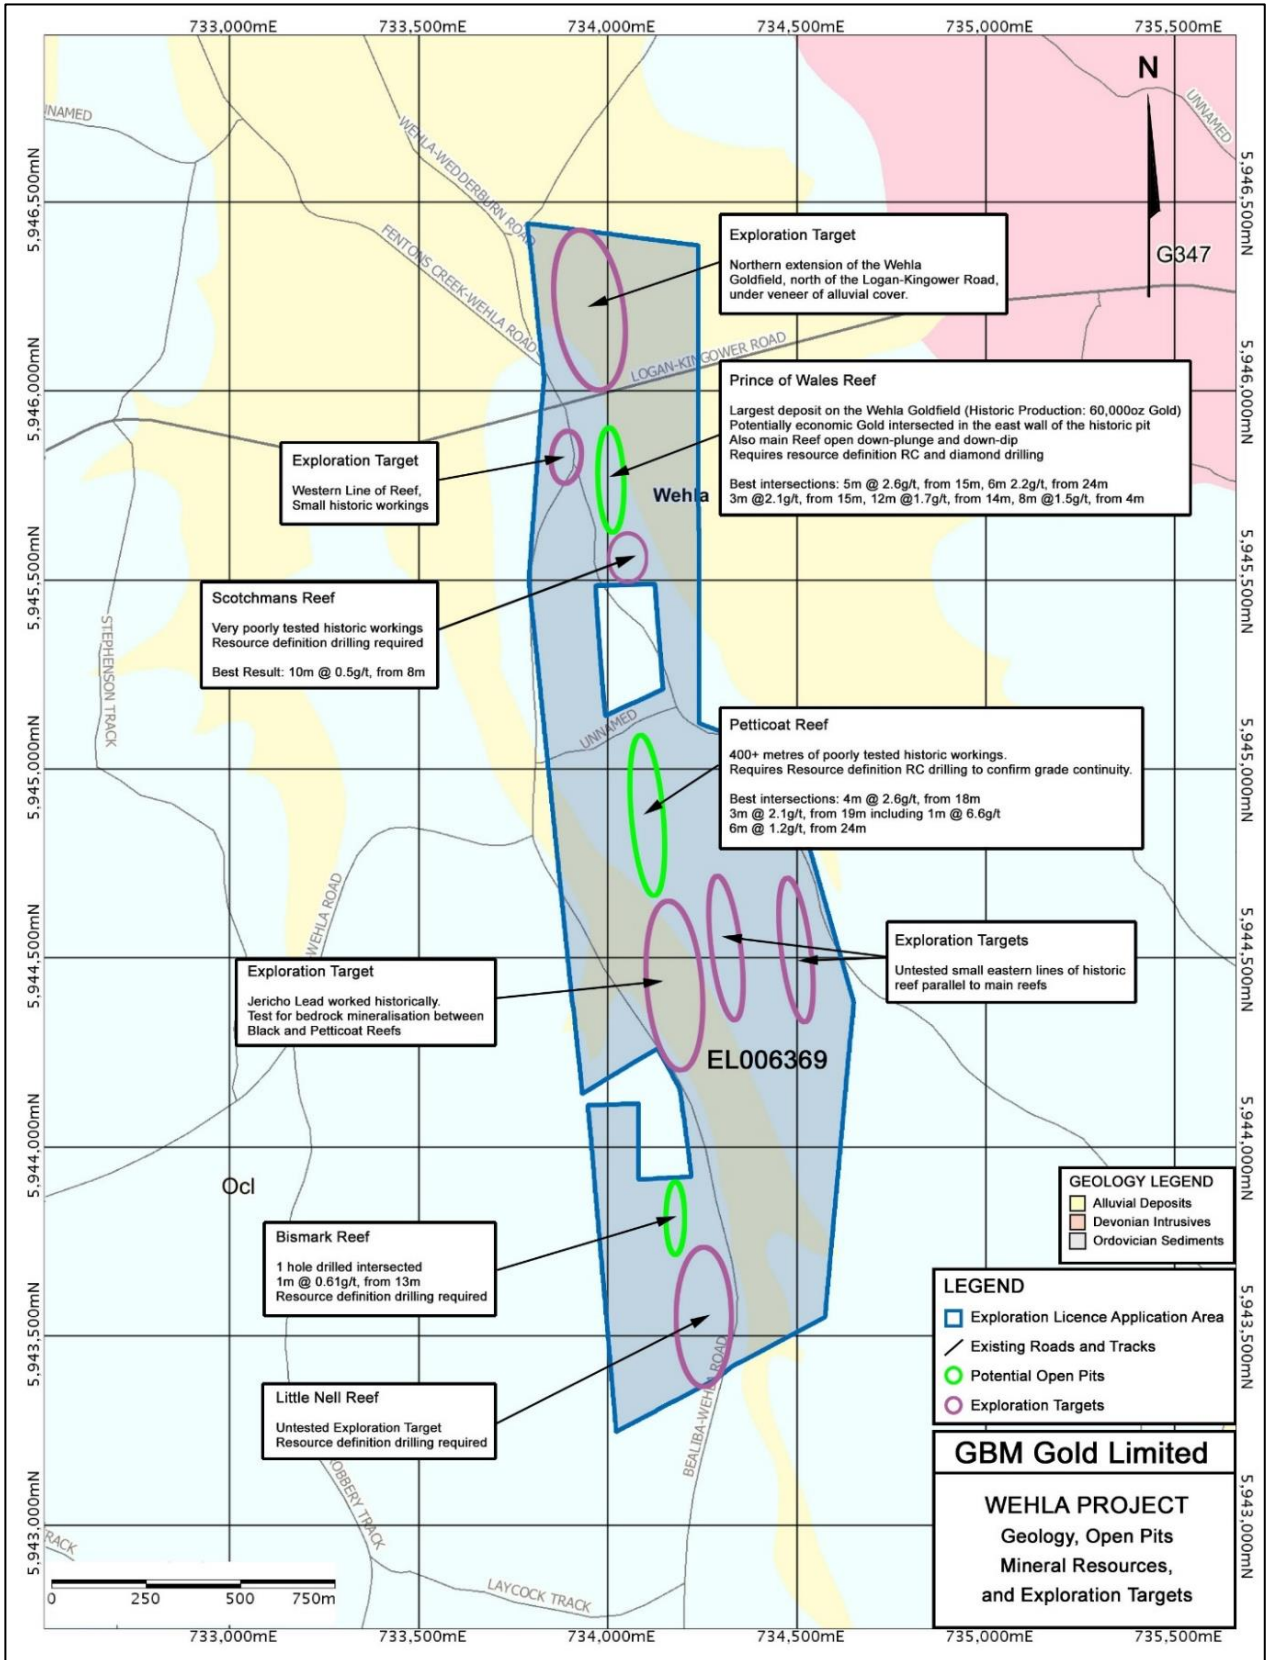 733,000mE
733,500mE
734,000mE
734,500mE
735,000mE
735,500mE
N
G347
UNNAMED
NNAMED
WEHLA-WEDDERBURN ROAD
FENTONS CREEK-WEHLA ROAD
LOGAN-KINGOWER ROAD
5,946,500mN
5,946,500mN
Exploration Target
Northern extension of the Wehla
Goldfield, north of the Logan-Kingower Road,
under veneer of alluvial cover.
5,946,000mN
5,946,000mN
Prince of Wales Reef
Largest deposit on the Wehla Goldfield (Historic Production: 60,000oz Gold)
Potentially economic Gold intersected in the east wall of the historic pit
Also main Reef open down-plunge and down-dip
Requires resource definition RC and diamond drilling
Best intersections: 5m @ 2.6g/t, from 15m, 6m 2.2g/t, from 24m
3m @2.1g/t, from 15m, 12m @1.7g/t, from 14m, 8m @1.5g/t, from 4m
Exploration Target
Western Line of Reef,
Small historic workings
Wehla
5,945,500mN
5,945,500mN
Scotchmans Reef
Very poorly tested historic workings
Resource definition drilling required
Best Result: 10m @ 0.5g/t, from 8m
STEPHENSON TRACK
UNNAMED
Petticoat Reef
400+ metres of poorly tested historic workings.
Requires Resource definition RC drilling to confirm grade continuity.
Best intersections: 4m @ 2.6g/t, from 18m
3m @ 2.1g/t, from 19m including 1m @ 6.6g/t
6m @ 1.2g/t, from 24m
5,945,000mN
5,945,000mN
WEHLA ROAD
Exploration Targets
Untested small eastern lines of historic
reef parallel to main reefs
5,944,500mN
5,944,500mN
Exploration Target
Jericho Lead worked historically.
Test for bedrock mineralisation between
Black and Petticoat Reefs
EL006369
5,944,000mN
5,944,000mN
Ocl
GEOLOGY LEGEND
Alluvial Deposits
Devonian Intrusives
Ordovician Sediments
Bismark Reef
1 hole drilled intersected
1m @ 0.61g/t, from 13m
Resource definition drilling required
LEGEND
Exploration Licence Application Area
Existing Roads and Tracks
Potential Open Pits
Exploration Targets
5,943,500mN
5,943,500mN
Little Nell Reef
Untested Exploration Target
Resource definition drilling required
BEALIBA-WEHLA ROAD
ROBBERY TRACK
RACK
LAYCOCK TRACK
5,943,000mN
5,943,000mN
GBM Gold Limited
WEHLA PROJECT
Geology, Open Pits
Mineral Resources,
and Exploration Targets
0
250
500
750m
733,000mE
733,500mE
734,000mE
734,500mE
735,000mE
735,500mE